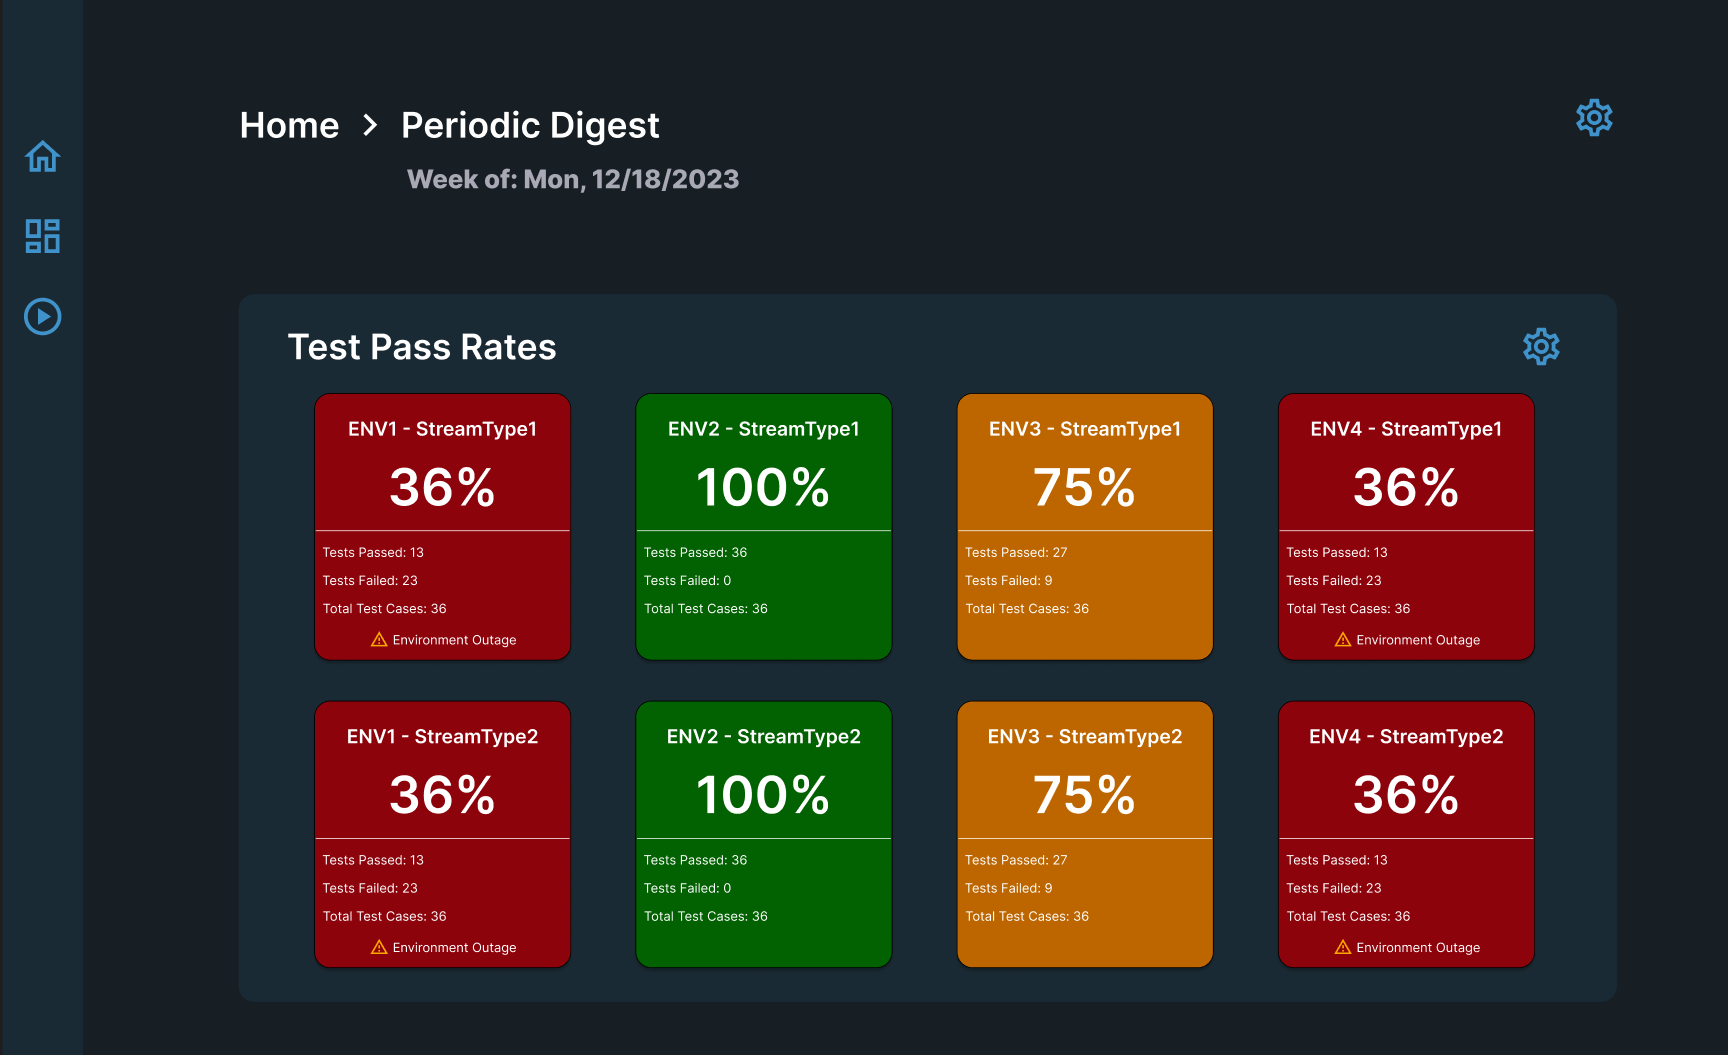 Home > Periodic Digest
Week of: Mon, 12/18/2023
Test Pass Rates
ENV1 - StreamType1
36%
Tests Passed: 13
Tests Failed: 23
Total Test Cases: 36
Environment Outage
ENV2 - StreamType1
100%
Tests Passed: 36
Tests Failed: 0
Total Test Cases: 36
ENV3 - StreamType1
75%
Tests Passed: 27
Tests Failed: 9
Total Test Cases: 36
ENV4 - StreamType1
36%
Tests Passed: 13
Tests Failed: 23
Total Test Cases: 36
Environment Outage
ENV1 - StreamType2
36%
Tests Passed: 13
Tests Failed: 23
Total Test Cases: 36
Environment Outage
ENV2 - StreamType2
100%
Tests Passed: 36
Tests Failed: 0
Total Test Cases: 36
ENV3 - StreamType2
75%
Tests Passed: 27
Tests Failed: 9
Total Test Cases: 36
ENV4 - StreamType2
36%
Tests Passed: 13
Tests Failed: 23
Total Test Cases: 36
Environment Outage